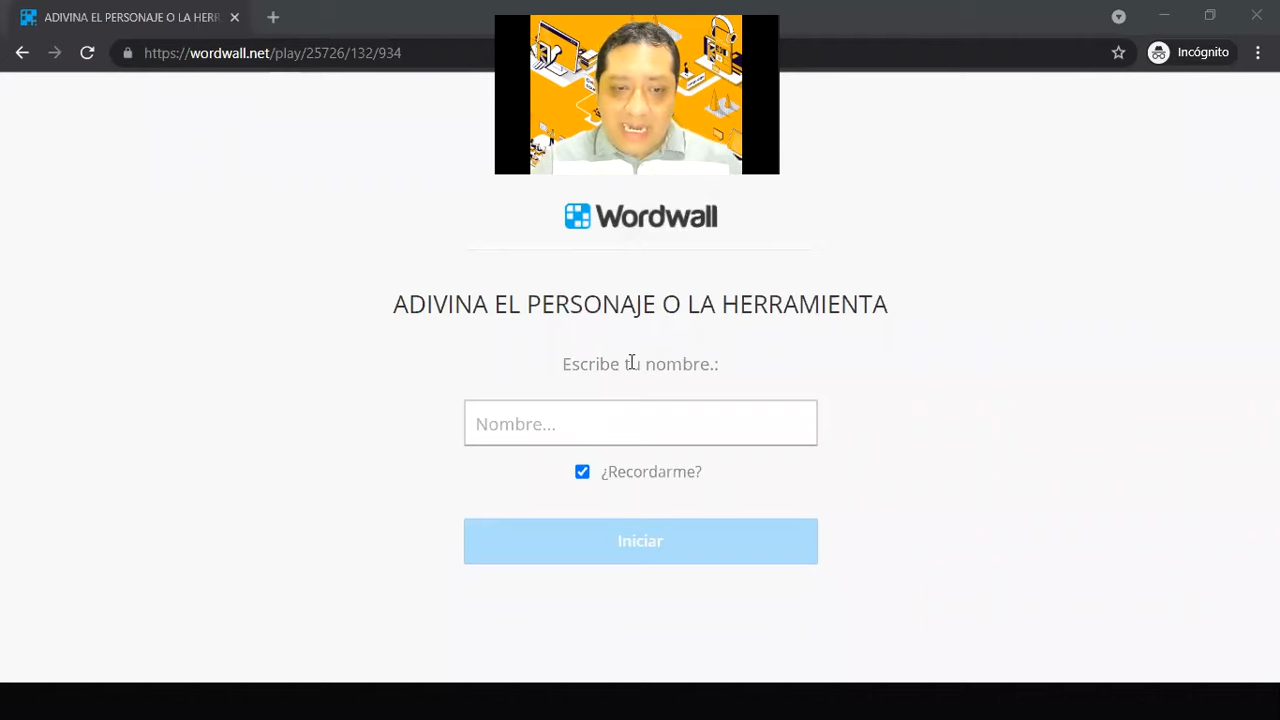 ADIVINA EL PERSONAJE O LA HERR
https://wordwall.net/play/25726/132/934
Incógnito
Wordwall
ADIVINA EL PERSONAJE O LA HERRAMIENTA
Escribe tu nombre.:
Nombre...
¿Recordarme?
Iniciar